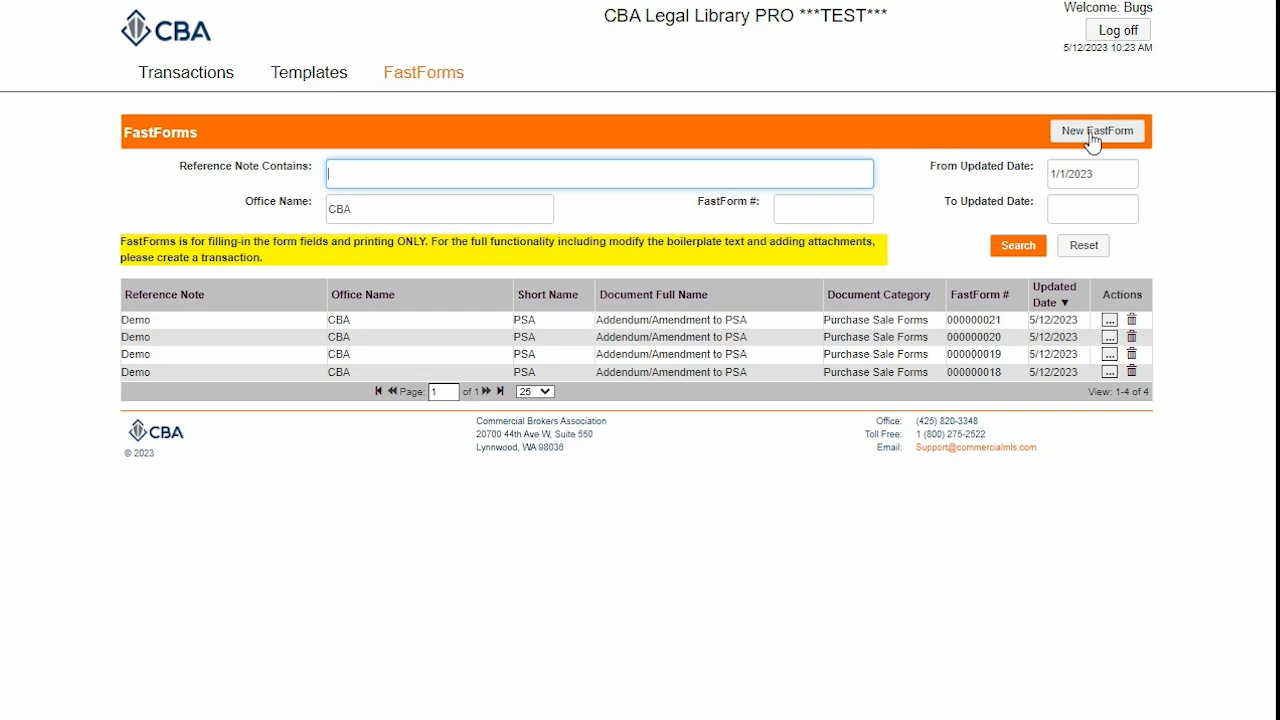 CBA
CBA Legal Library PRO ***TEST***
Welcome: Bugs
Log off
5/12/2023 10:23 AM
Transactions Templates FastForms
FastForms
New FastForm
Reference Note Contains:
From Updated Date: 1/1/2023
Office Name: CBA
FastForm #:
To Updated Date:
FastForms is for filling-in the form fields and printing ONLY. For the full functionality including modify the boilerplate text and adding attachments,
please create a transaction.
Search Reset
Reference Note Office Name Short Name Document Full Name Document Category FastForm # Updated Date ▼ Actions
Demo CBA PSA Addendum/Amendment to PSA Purchase Sale Forms 000000021 5/12/2023 ...
Demo CBA PSA Addendum/Amendment to PSA Purchase Sale Forms 000000020 5/12/2023 ...
Demo CBA PSA Addendum/Amendment to PSA Purchase Sale Forms 000000019 5/12/2023 ...
Demo CBA PSA Addendum/Amendment to PSA Purchase Sale Forms 000000018 5/12/2023 ...
Page: 1 of 1 25 View: 1-4 of 4
CBA
© 2023
Commercial Brokers Association
20700 44th Ave W, Suite 550
Lynnwood, WA 98036
Office: (425) 820-3348
Toll Free: 1 (800) 275-2522
Email: Support@commercialmls.com